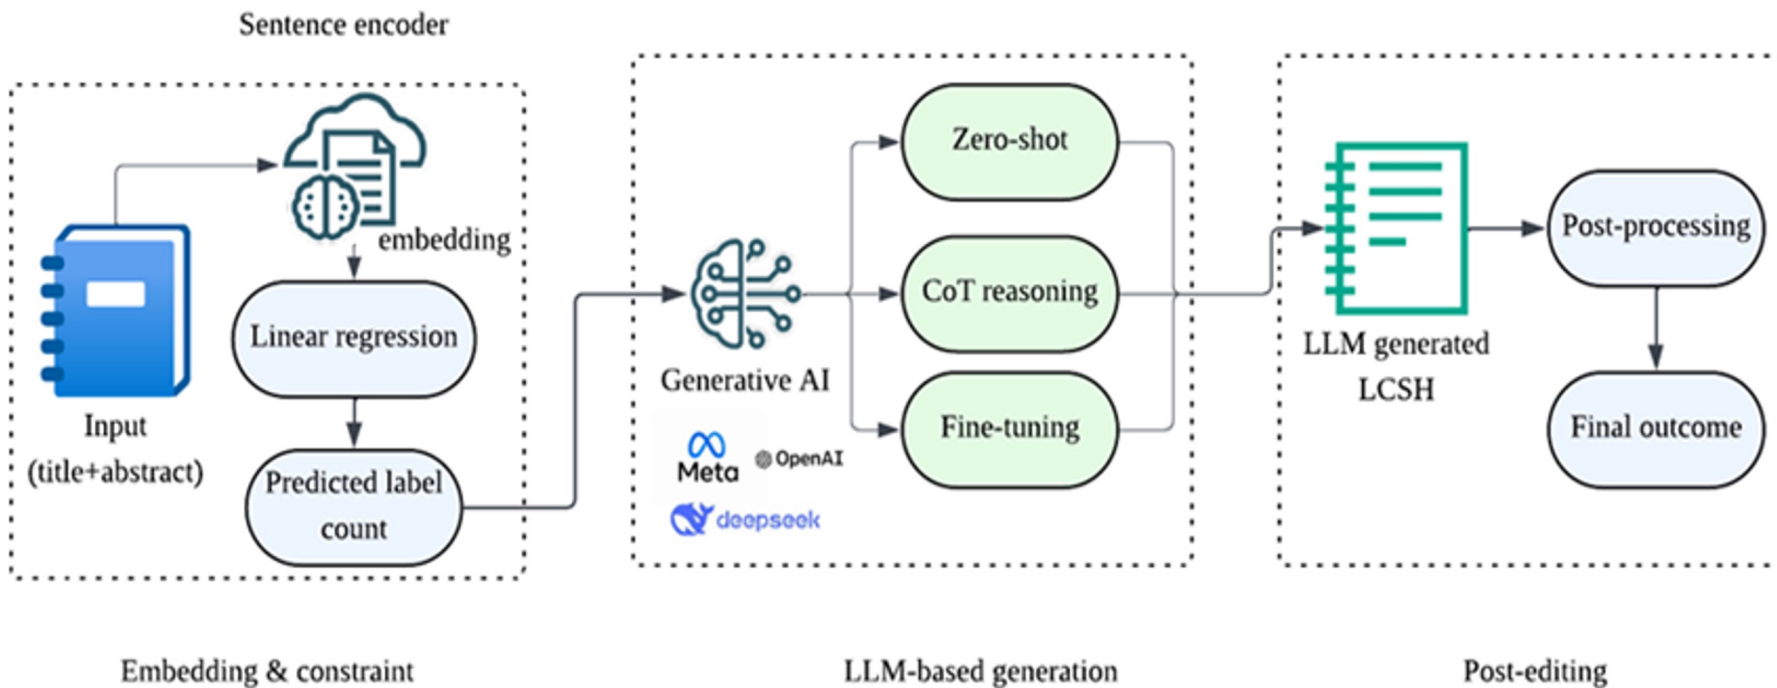 Sentence encoder
embedding
Linear regression
Input
(title+abstract)
Predicted label
count
Generative AI
Meta
OpenAI
deepseek
Zero-shot
CoT reasoning
Fine-tuning
LLM generated
LCSH
Post-processing
Final outcome
Embedding & constraint
LLM-based generation
Post-editing